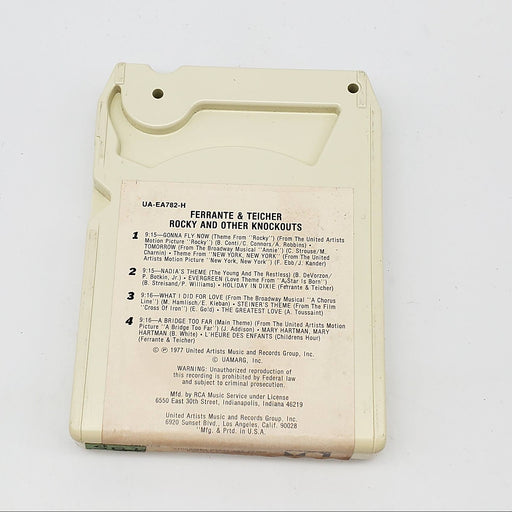 UA-EA782-H
FERRANTE & TEICHER
ROCKY AND OTHER KNOCKOUTS
1 9:15—GONNA FLY NOW (Theme From "Rocky") (From The United Artists
Motion Picture "Rocky") (B. Conti/C. Connors/A. Robbins) •
TOMORROW (From The Broadway Musical "Annie") (C. Strouse/M.
Charnin) • Theme From "NEW YORK, NEW YORK" (From The United
Artists Motion Picture "New York, New York") (F. Ebb/J. Kander)
2 9:15—NADIA'S THEME (The Young And The Restless) (B. DeVorzon/
P. Botkin, Jr.) • EVERGREEN (Love Theme From "A Star Is Born")
(B. Streisand/P. Williams) • HOLIDAY IN DIXIE (Ferrante & Teicher)
3 9:16—WHAT I DID FOR LOVE (From The Broadway Musical "A Chorus
Line") (M. Hamlisch/E. Kleban) • STEINER'S THEME (From The Film
"Cross Of Iron") (E. Gold) • THE GREATEST LOVE (A. Toussaint)
4 9:16—A BRIDGE TOO FAR (Main Theme) (From The United Artists Motion
Picture "A Bridge Too Far") (J. Addison) • MARY HARTMAN, MARY
HARTMAN (B. White) • L'HEURE DES ENFANTS (Childrens Hour)
(Ferrante & Teicher)
© ℗ 1977 United Artists Music and Records Group, Inc.
© UAMARG, Inc.
WARNING: Unauthorized reproduction of
this recording is prohibited by Federal law
and subject to criminal prosecution.
Mfd. by RCA Music Service under License
6550 East 30th Street, Indianapolis, Indiana 46219
United Artists Music and Records Group, Inc.
6920 Sunset Blvd., Los Angeles, Calif. 90028
"Mfg. & Prtd. in U.S.A.